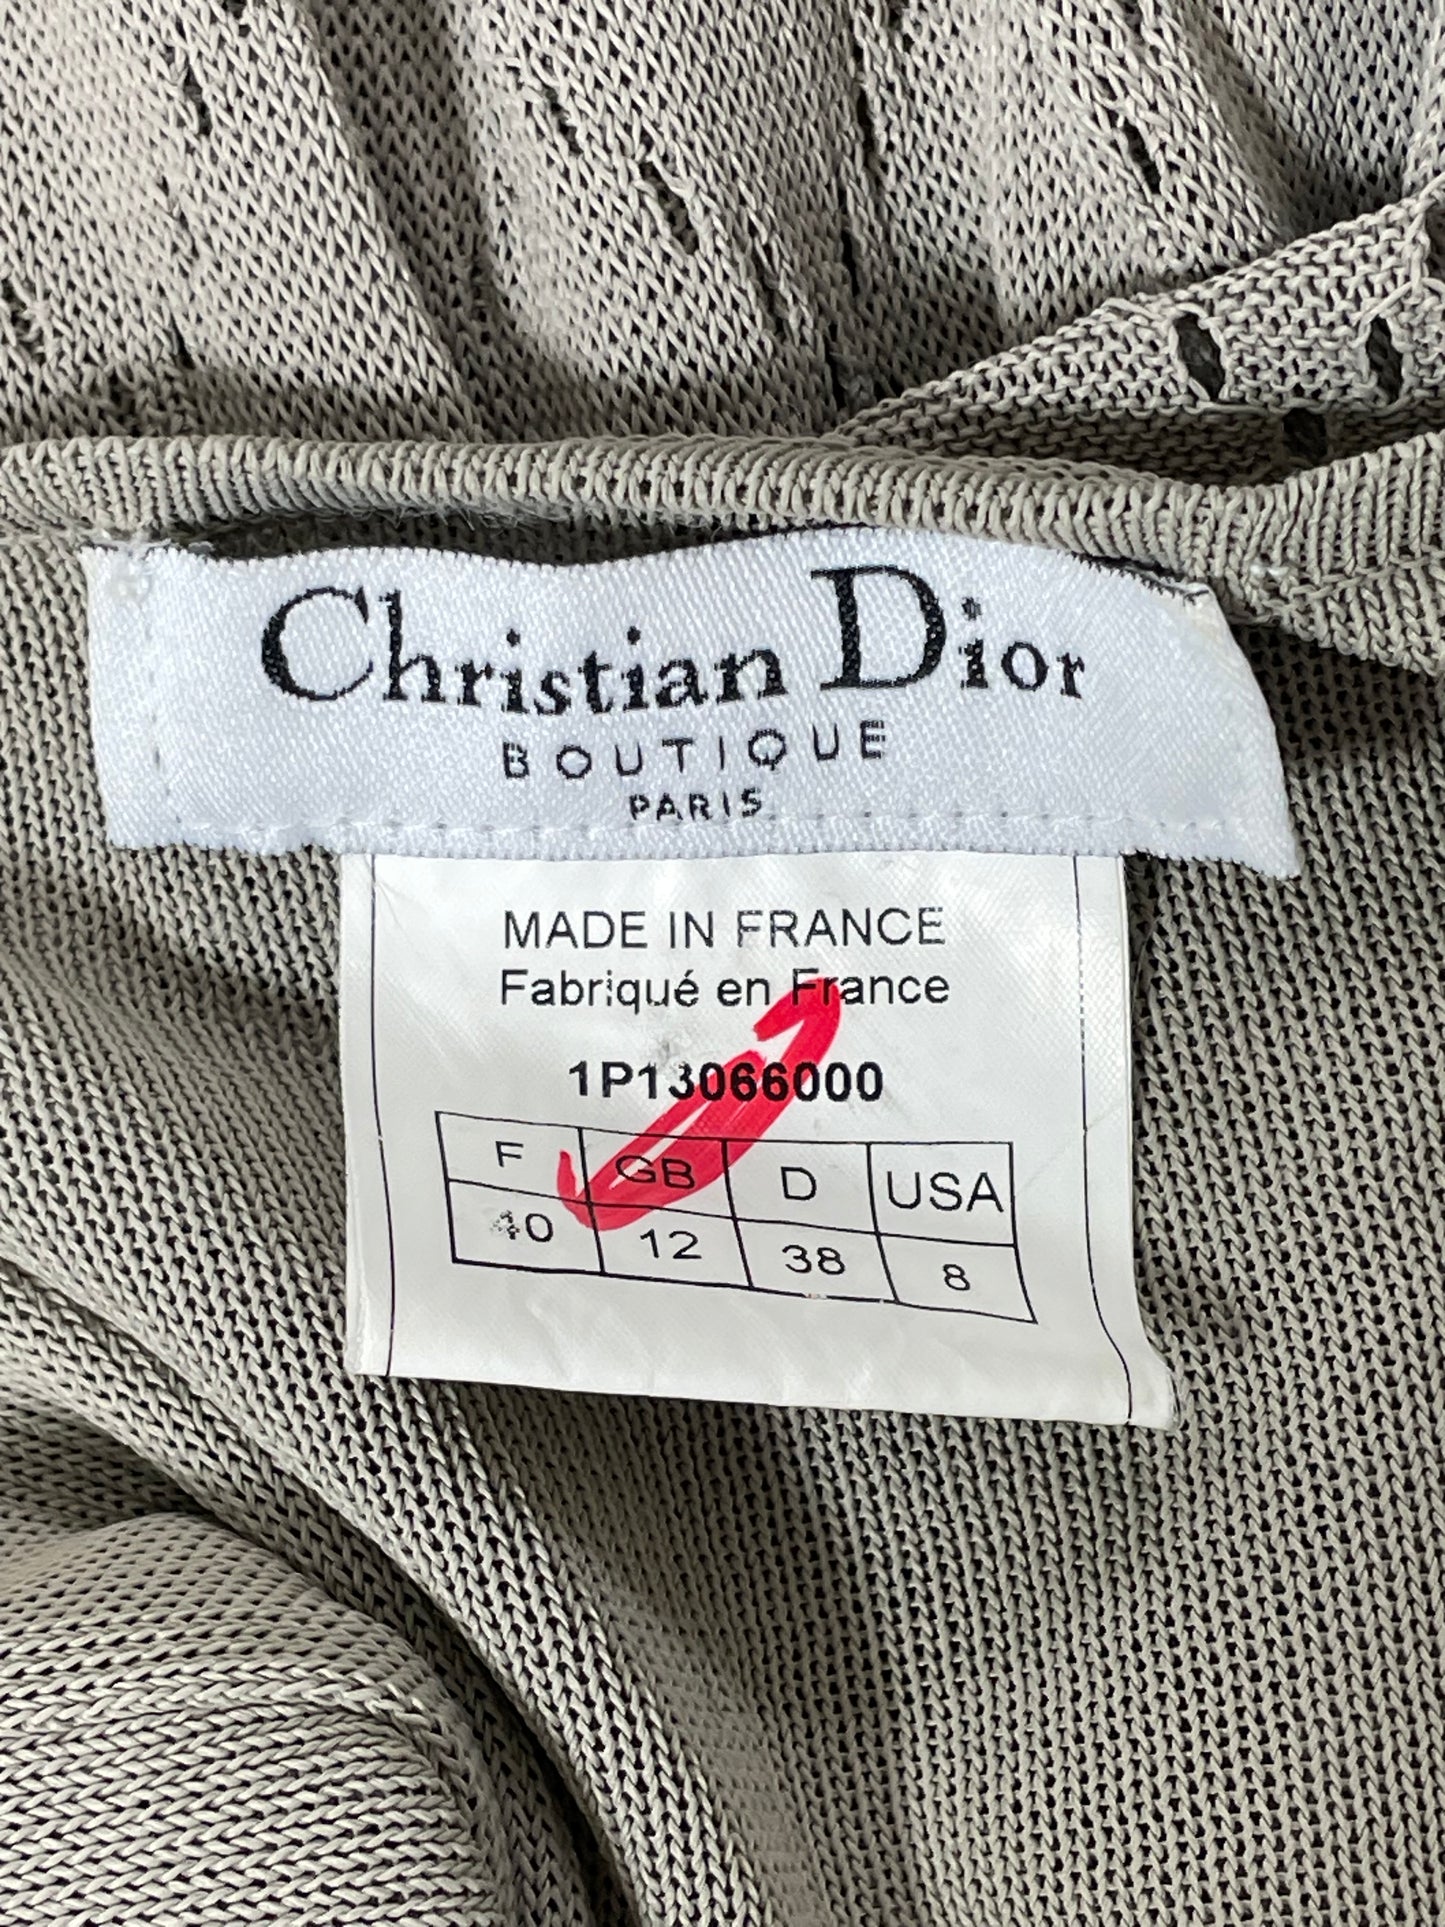 Christian Dior
BOUTIQUE
PARIS
MADE IN FRANCE
Fabriqué en France
1P13066000
F GB D USA
40 12 38 8